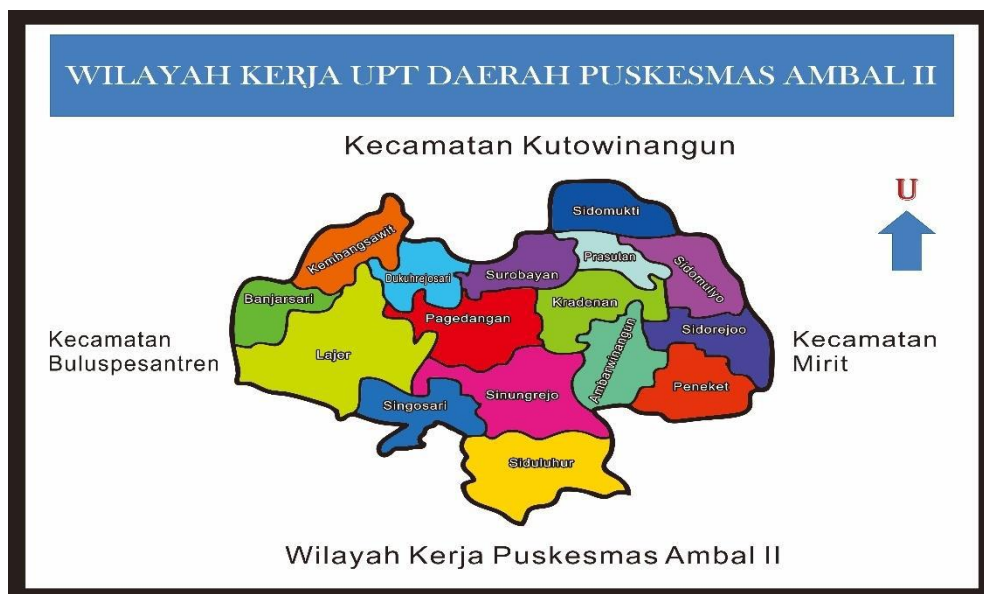 WILAYAH KERJA UPT DAERAH PUSKESMAS AMBAL II
Kecamatan Kutowinangun
U
Sidomukti
Kembangsawit
Prasutan
Sidomulyo
Dukuhrejosari
Surobayan
Banjarsari
Kradenan
Pagedangan
Sidorejoo
Kecamatan
Buluspesantren
Kecamatan
Mirit
Lajer
Ambarwinangun
Peneket
Singosari
Sinungrejo
Siduluhur
Wilayah Kerja Puskesmas Ambal II